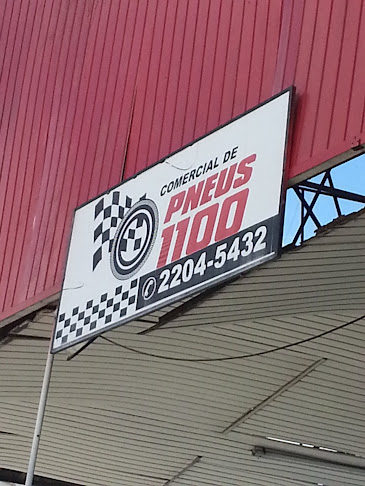 COMERCIAL DE
PNEUS
1100
2204-5432